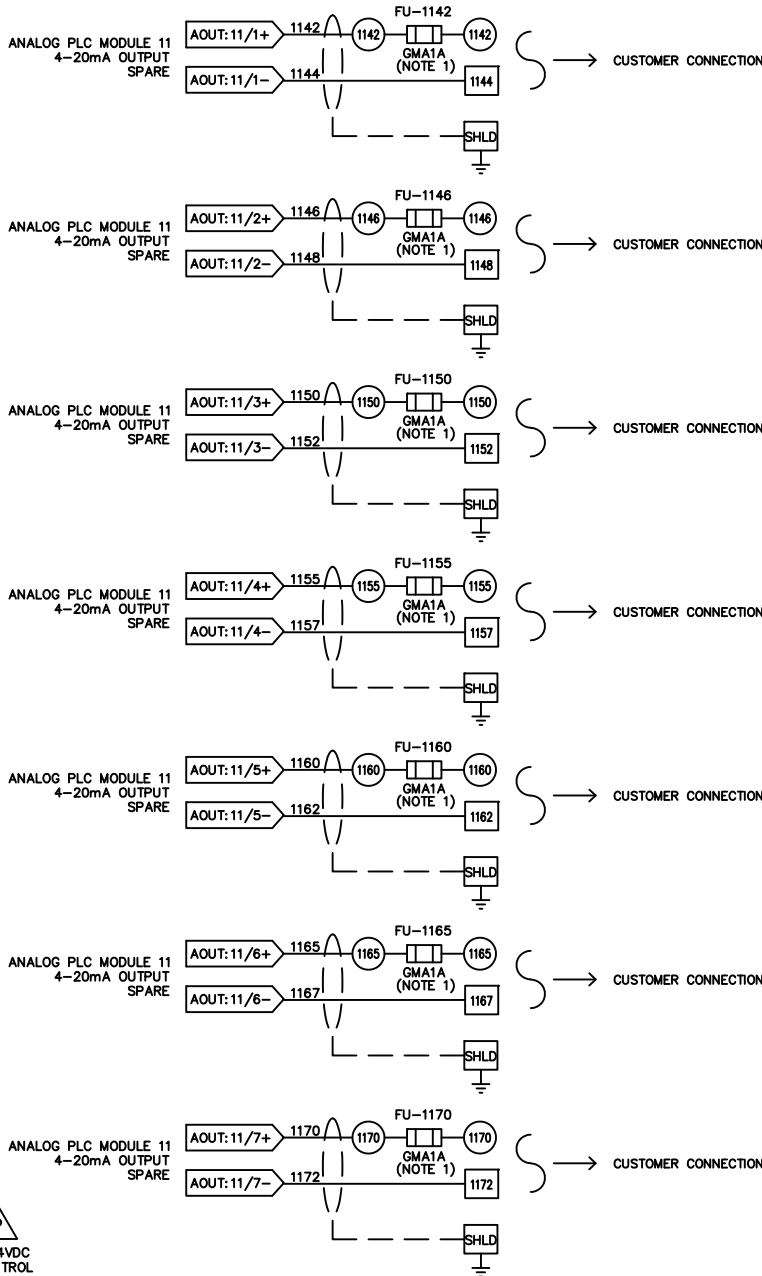 FU-1142
AOUT: 11/1+ 1142 1142 1142
ANALOG PLC MODULE 11
4-20mA OUTPUT
SPARE
GMA1A
(NOTE 1)
CUSTOMER CONNECTION
AOUT: 11/1- 1144 1144
SHLD
FU-1146
AOUT: 11/2+ 1146 1146 1146
ANALOG PLC MODULE 11
4-20mA OUTPUT
SPARE
GMA1A
(NOTE 1)
CUSTOMER CONNECTION
AOUT: 11/2- 1148 1148
SHLD
FU-1150
AOUT: 11/3+ 1150 1150 1150
ANALOG PLC MODULE 11
4-20mA OUTPUT
SPARE
GMA1A
(NOTE 1)
CUSTOMER CONNECTION
AOUT: 11/3- 1152 1152
SHLD
FU-1155
AOUT: 11/4+ 1155 1155 1155
ANALOG PLC MODULE 11
4-20mA OUTPUT
SPARE
GMA1A
(NOTE 1)
CUSTOMER CONNECTION
AOUT: 11/4- 1157 1157
SHLD
FU-1160
AOUT: 11/5+ 1160 1160 1160
ANALOG PLC MODULE 11
4-20mA OUTPUT
SPARE
GMA1A
(NOTE 1)
CUSTOMER CONNECTION
AOUT: 11/5- 1162 1162
SHLD
FU-1165
AOUT: 11/6+ 1165 1165 1165
ANALOG PLC MODULE 11
4-20mA OUTPUT
SPARE
GMA1A
(NOTE 1)
CUSTOMER CONNECTION
AOUT: 11/6- 1167 1167
SHLD
FU-1170
AOUT: 11/7+ 1170 1170 1170
ANALOG PLC MODULE 11
4-20mA OUTPUT
SPARE
GMA1A
(NOTE 1)
CUSTOMER CONNECTION
AOUT: 11/7- 1172 1172
SHLD
4VDC
TROL